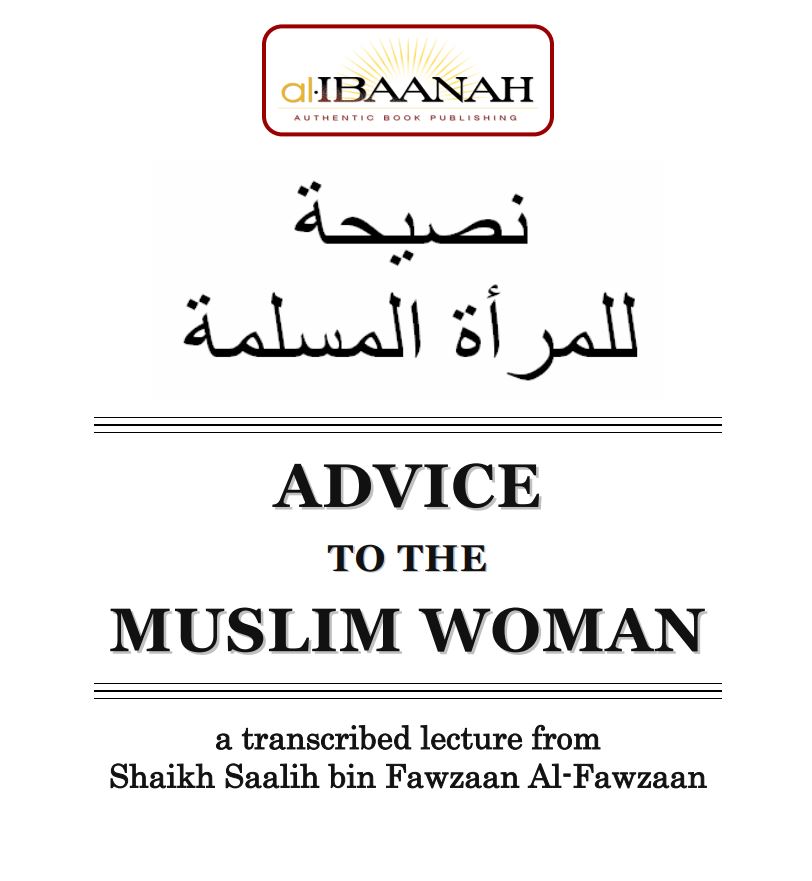 al·IBAANAH
AUTHENTIC BOOK PUBLISHING
نصيحة
للمرأة المسلمة
ADVICE
TO THE
MUSLIM WOMAN
a transcribed lecture from
Shaikh Saalih bin Fawzaan Al-Fawzaan